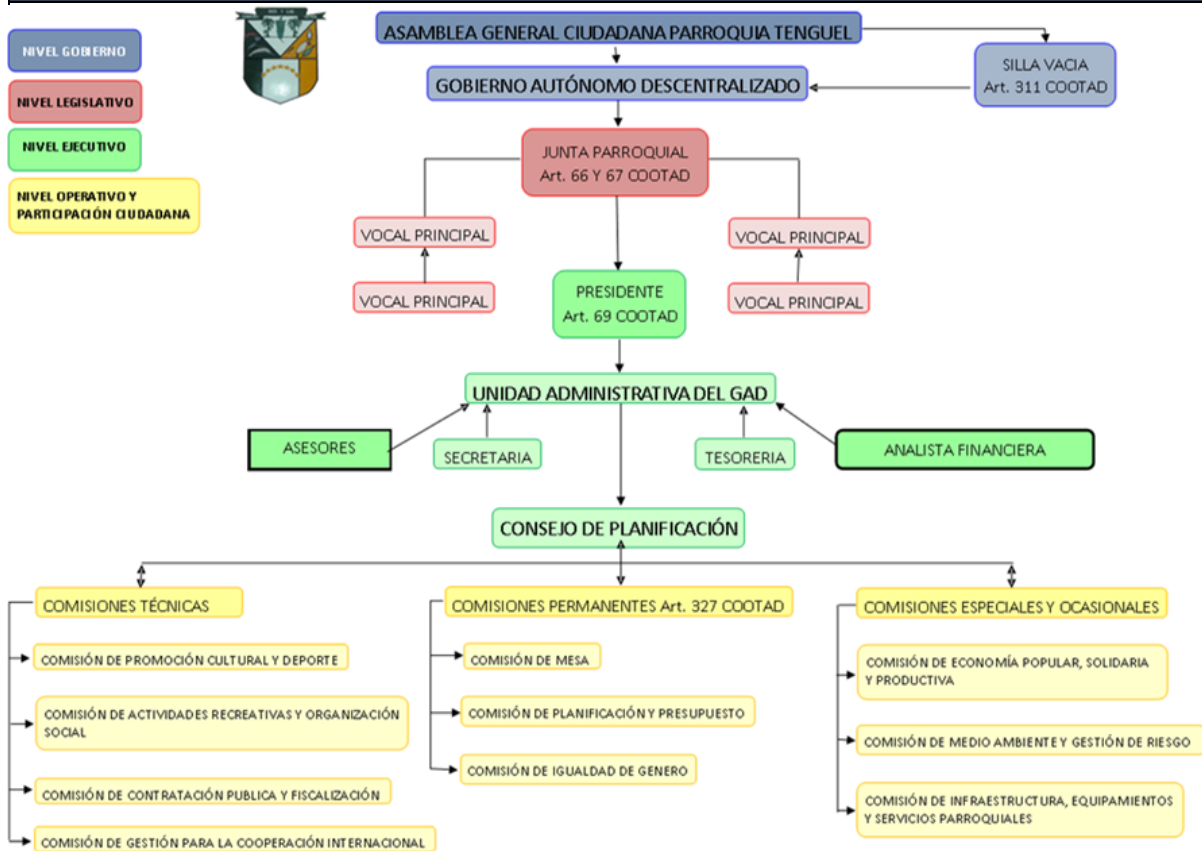 NIVEL GOBIERNO
NIVEL LEGISLATIVO
NIVEL EJECUTIVO
NIVEL OPERATIVO Y
PARTICIPACIÓN CIUDADANA
ASAMBLEA GENERAL CIUDADANA PARROQUIA TENGUEL
SILLA VACIA
Art. 311 COOTAD
GOBIERNO AUTÓNOMO DESCENTRALIZADO
JUNTA PARROQUIAL
Art. 66 Y 67 COOTAD
VOCAL PRINCIPAL
VOCAL PRINCIPAL
VOCAL PRINCIPAL
VOCAL PRINCIPAL
PRESIDENTE
Art. 69 COOTAD
UNIDAD ADMINISTRATIVA DEL GAD
ASESORES
SECRETARIA
TESORERIA
ANALISTA FINANCIERA
CONSEJO DE PLANIFICACIÓN
COMISIONES TÉCNICAS
COMISIÓN DE PROMOCIÓN CULTURAL Y DEPORTE
COMISIÓN DE ACTIVIDADES RECREATIVAS Y ORGANIZACIÓN
SOCIAL
COMISIÓN DE CONTRATACIÓN PUBLICA Y FISCALIZACIÓN
COMISIÓN DE GESTIÓN PARA LA COOPERACIÓN INTERNACIONAL
COMISIONES PERMANENTES Art. 327 COOTAD
COMISIÓN DE MESA
COMISIÓN DE PLANIFICACIÓN Y PRESUPUESTO
COMISIÓN DE IGUALDAD DE GENERO
COMISIONES ESPECIALES Y OCASIONALES
COMISIÓN DE ECONOMÍA POPULAR, SOLIDARIA
Y PRODUCTIVA
COMISIÓN DE MEDIO AMBIENTE Y GESTIÓN DE RIESGO
COMISIÓN DE INFRAESTRUCTURA, EQUIPAMIENTOS
Y SERVICIOS PARROQUIALES